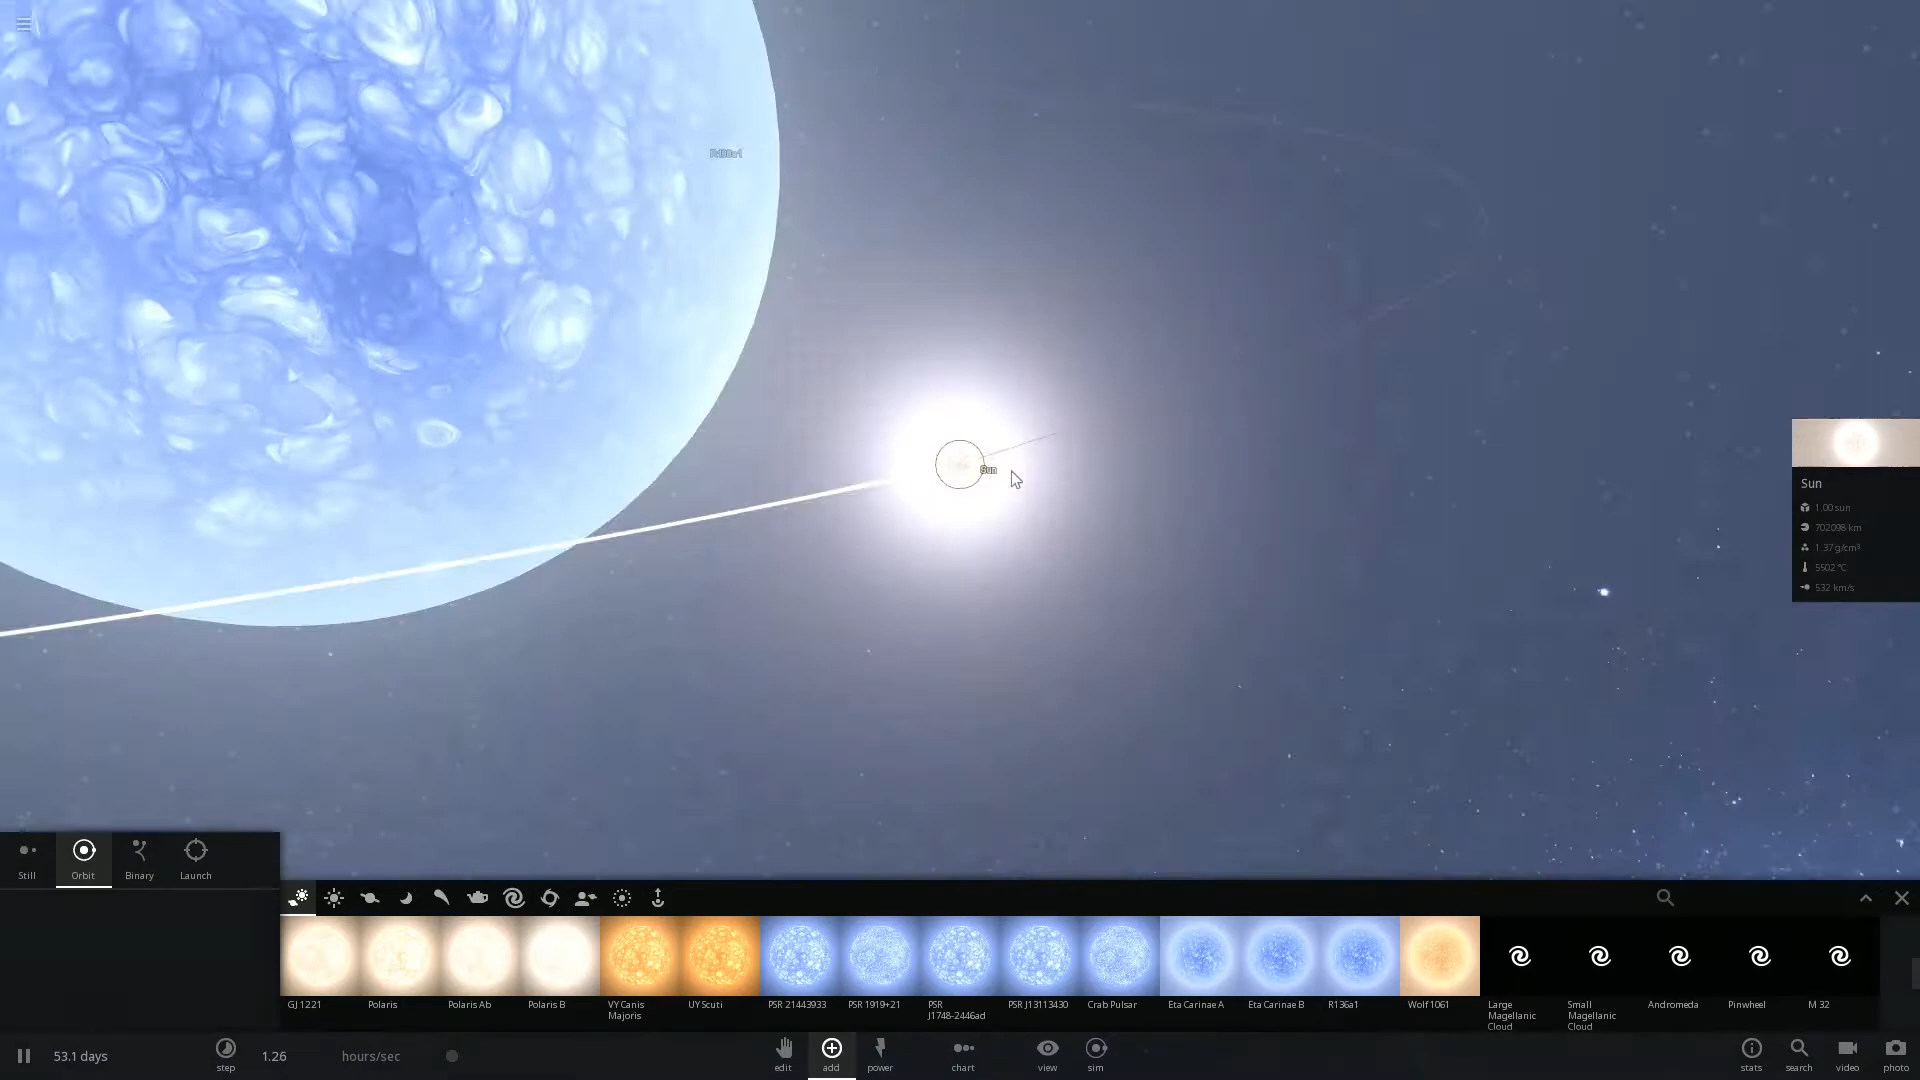 R136a1
Sun
Sun
1.00 sun
702098 km
1.37 g/cm³
5502 °C
532 km/s
Still
Orbit
Binary
Launch
GJ 1221
Polaris
Polaris Ab
Polaris B
VY Canis
Majoris
UY Scuti
PSR 21443933
PSR 1919+21
PSR
J1748-2446ad
PSR J13113430
Crab Pulsar
Eta Carinae A
Eta Carinae B
R136a1
Wolf 1061
Large
Magellanic
Cloud
Small
Magellanic
Cloud
Andromeda
Pinwheel
M 32
53.1 days
step
1.26
hours/sec
edit
add
power
chart
view
sim
stats
search
video
photo